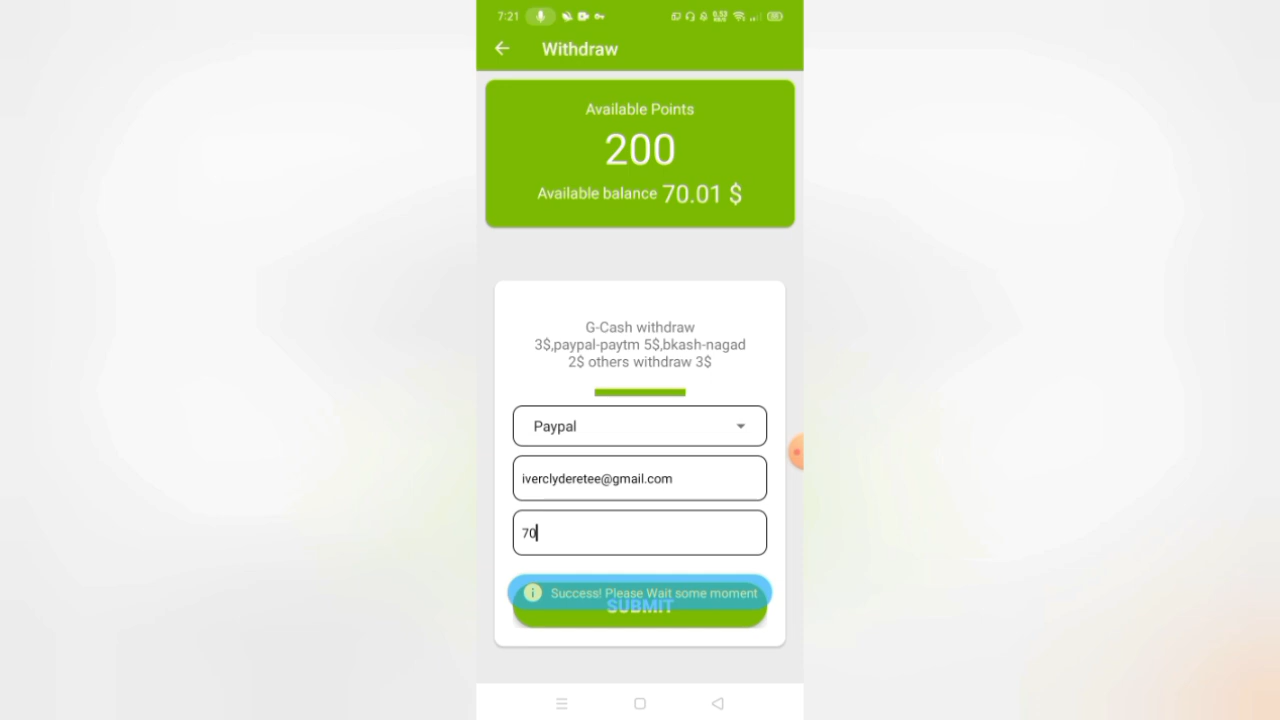 7:21
Withdraw
Available Points
200
Available balance 70.01 $
G-Cash withdraw
3$,paypal-paytm 5$,bkash-nagad
2$ others withdraw 3$
Paypal
iverclyderetee@gmail.com
70
Success! Please Wait some moment
SUBMIT